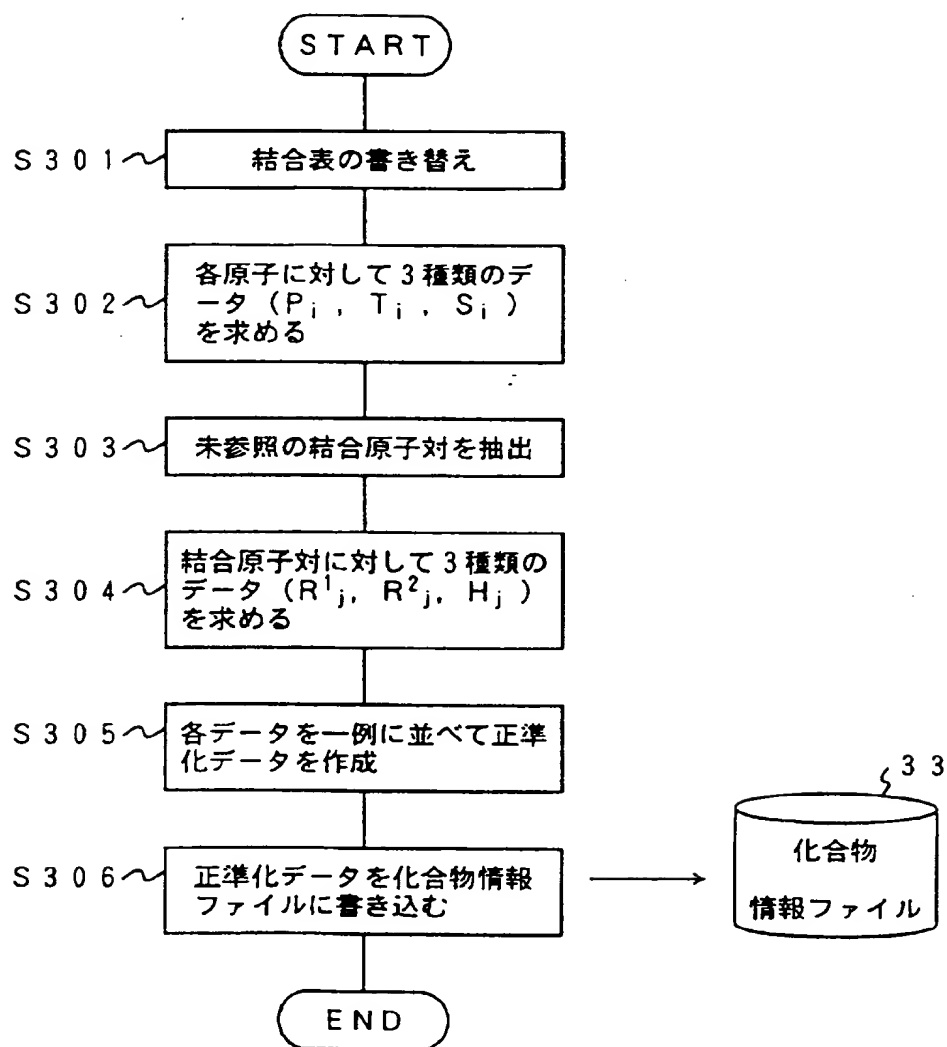 START
S301 結合表の書き替え
S302 各原子に対して3種類のデ
ータ(Pi , Ti , Si )
を求める
S303 未参照の結合原子対を抽出
S304 結合原子対に対して3種類の
データ(R¹j, R²j, Hj )
を求める
S305 各データを一例に並べて正準
化データを作成
33
S306 正準化データを化合物情報
ファイルに書き込む
化合物
情報ファイル
END